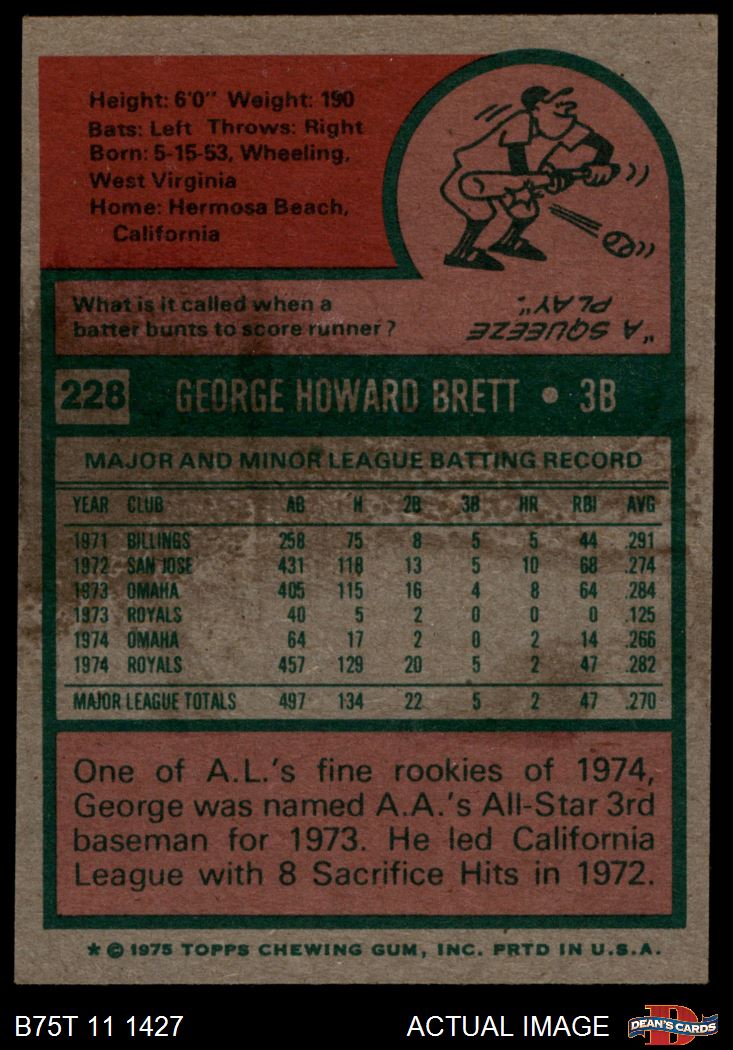 Height: 6'0" Weight: 190
Bats: Left Throws: Right
Born: 5-15-53, Wheeling,
West Virginia
Home: Hermosa Beach,
California
What is it called when a
batter bunts to score runner?
"A SQUEEZE
PLAY".
228 GEORGE HOWARD BRETT • 3B
MAJOR AND MINOR LEAGUE BATTING RECORD
YEAR CLUB AB H 2B 3B HR RBI AVG
1971 BILLINGS 258 75 8 5 5 44 .291
1972 SAN JOSE 431 118 13 5 10 68 .274
1973 OMAHA 405 115 16 4 8 64 .284
1973 ROYALS 40 5 2 0 0 0 .125
1974 OMAHA 64 17 2 0 2 14 .266
1974 ROYALS 457 129 20 5 2 47 .282
MAJOR LEAGUE TOTALS 497 134 22 5 2 47 .270
One of A.L.'s fine rookies of 1974,
George was named A.A.'s All-Star 3rd
baseman for 1973. He led California
League with 8 Sacrifice Hits in 1972.
* © 1975 TOPPS CHEWING GUM, INC. PRTD IN U.S.A.
B75T 11 1427 ACTUAL IMAGE DEAN'S CARDS